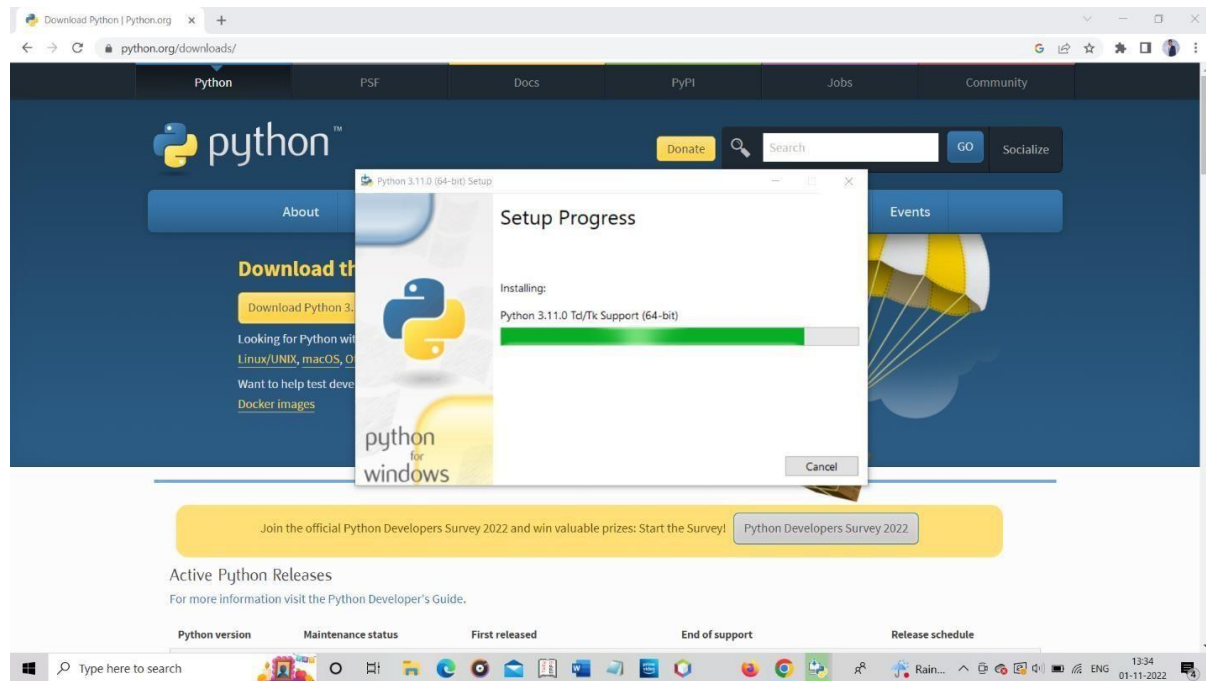 Download Python | Python.org
python.org/downloads/
Python PSF Docs PyPI Jobs Community
python™
Donate Search GO Socialize
Python 3.11.0 (64-bit) Setup
About Events
Setup Progress
Download th
Installing:
Download Python 3.
Python 3.11.0 Tcl/Tk Support (64-bit)
Looking for Python wit
Linux/UNIX, macOS, O
Want to help test deve
Docker images
python
for
windows
Cancel
Join the official Python Developers Survey 2022 and win valuable prizes: Start the Survey! Python Developers Survey 2022
Active Python Releases
For more information visit the Python Developer's Guide.
Python version Maintenance status First released End of support Release schedule
Type here to search Rain... ENG 13:34
01-11-2022 4